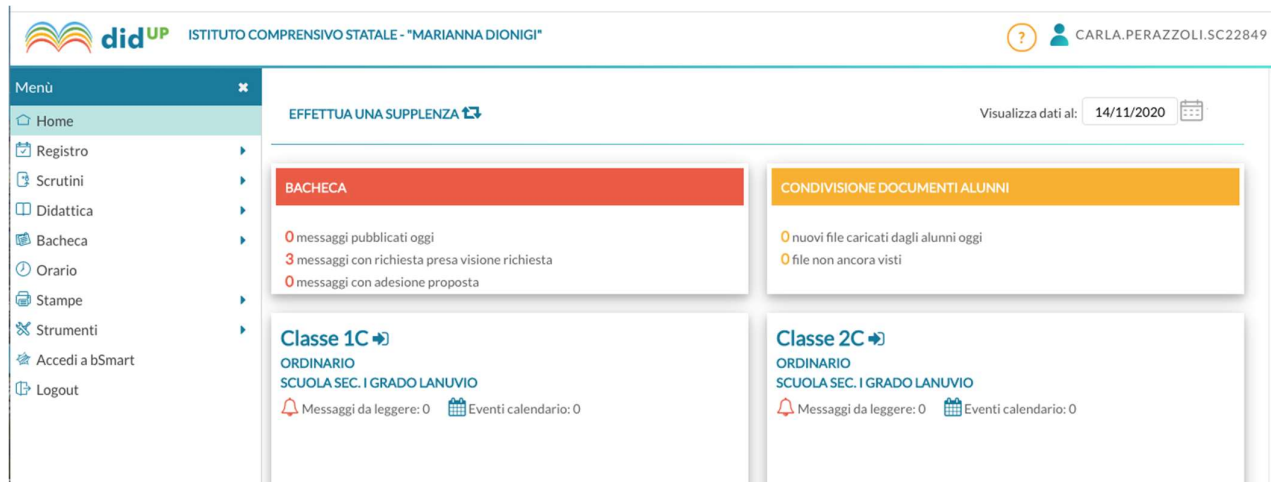 didUP ISTITUTO COMPRENSIVO STATALE - "MARIANNA DIONIGI" ? CARLA.PERAZZOLI.SC22849
Menù
Home
Registro
Scrutini
Didattica
Bacheca
Orario
Stampe
Strumenti
Accedi a bSmart
Logout
EFFETTUA UNA SUPPLENZA
Visualizza dati al: 14/11/2020
BACHECA
0 messaggi pubblicati oggi
3 messaggi con richiesta presa visione richiesta
0 messaggi con adesione proposta
CONDIVISIONE DOCUMENTI ALUNNI
0 nuovi file caricati dagli alunni oggi
0 file non ancora visti
Classe 1C
ORDINARIO
SCUOLA SEC. I GRADO LANUVIO
Messaggi da leggere: 0 Eventi calendario: 0
Classe 2C
ORDINARIO
SCUOLA SEC. I GRADO LANUVIO
Messaggi da leggere: 0 Eventi calendario: 0